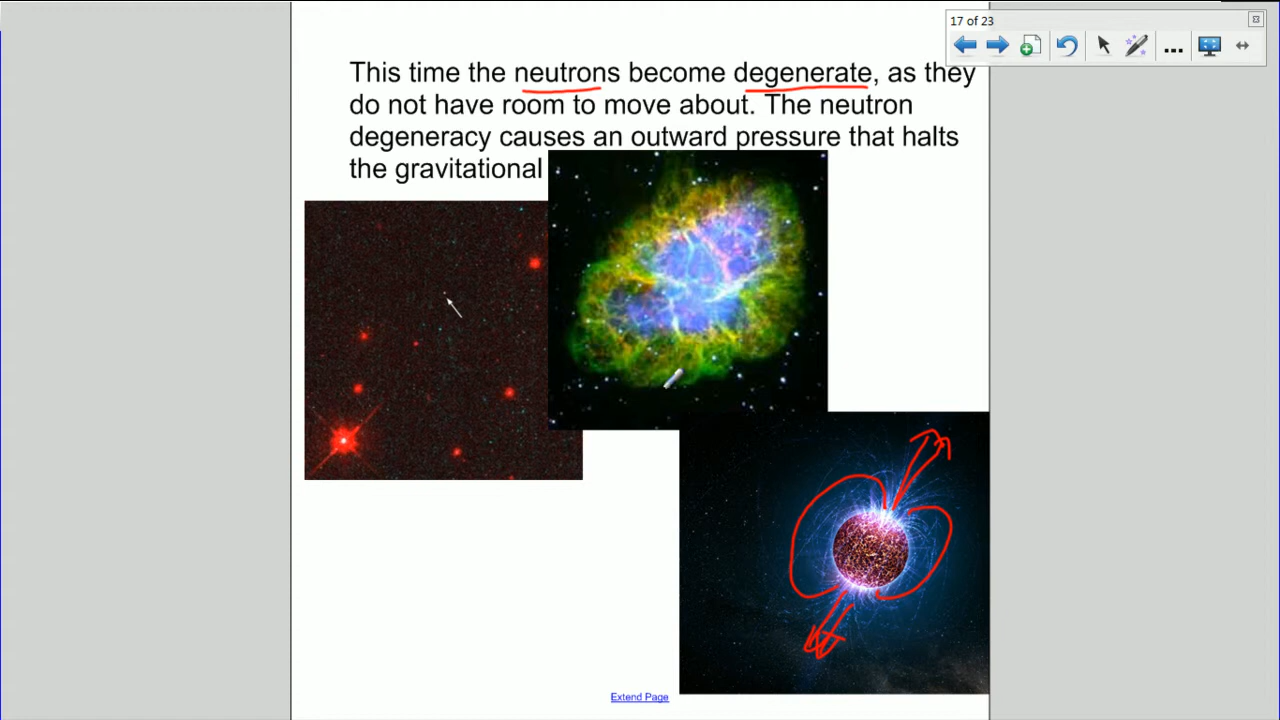 17 of 23
This time the neutrons become degenerate, as they
do not have room to move about. The neutron
degeneracy causes an outward pressure that halts
the gravitational
Extend Page